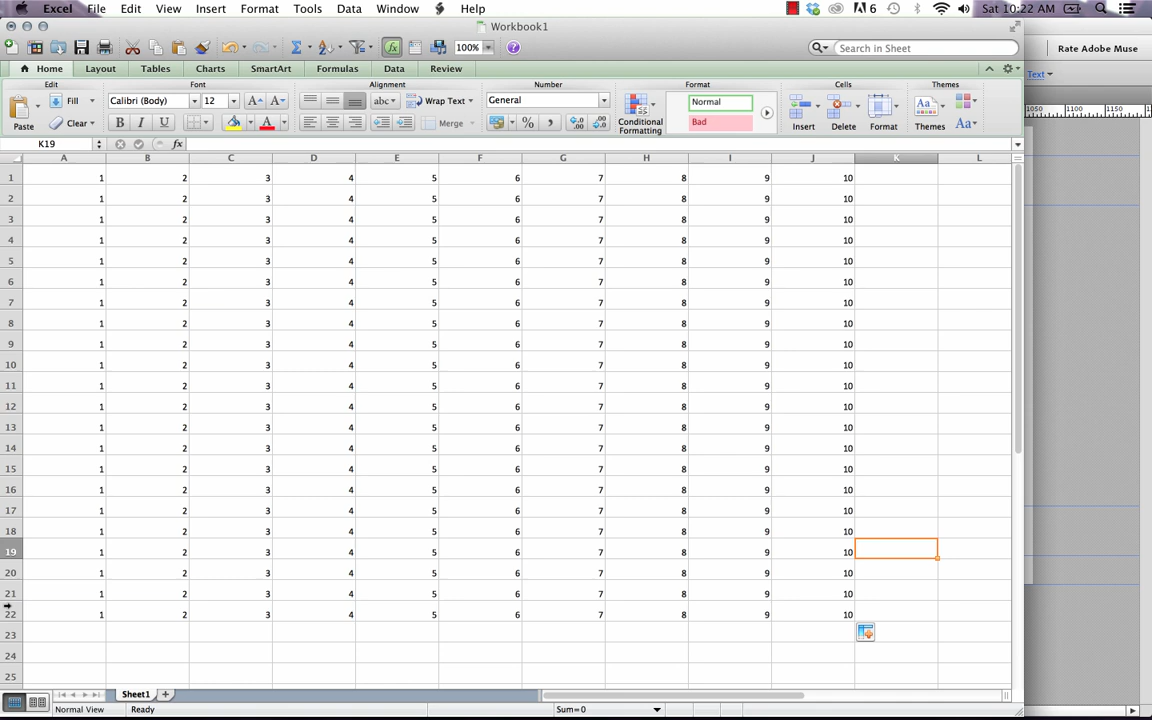 Excel File Edit View Insert Format Tools Data Window Help 6 Sat 10:22 AM
Workbook1
Rate Adobe Muse
100% Search in Sheet
Text
Home Layout Tables Charts SmartArt Formulas Data Review
Edit Font Alignment Number Format Cells Themes
Fill Calibri (Body) 12 abc Wrap Text General Normal
Paste Clear B I U Merge % Bad Conditional Formatting Insert Delete Format Themes Aa
1050 1100 1150
K19 fx
A B C D E F G H I J K L
1 1 2 3 4 5 6 7 8 9 10
2 1 2 3 4 5 6 7 8 9 10
3 1 2 3 4 5 6 7 8 9 10
4 1 2 3 4 5 6 7 8 9 10
5 1 2 3 4 5 6 7 8 9 10
6 1 2 3 4 5 6 7 8 9 10
7 1 2 3 4 5 6 7 8 9 10
8 1 2 3 4 5 6 7 8 9 10
9 1 2 3 4 5 6 7 8 9 10
10 1 2 3 4 5 6 7 8 9 10
11 1 2 3 4 5 6 7 8 9 10
12 1 2 3 4 5 6 7 8 9 10
13 1 2 3 4 5 6 7 8 9 10
14 1 2 3 4 5 6 7 8 9 10
15 1 2 3 4 5 6 7 8 9 10
16 1 2 3 4 5 6 7 8 9 10
17 1 2 3 4 5 6 7 8 9 10
18 1 2 3 4 5 6 7 8 9 10
19 1 2 3 4 5 6 7 8 9 10
20 1 2 3 4 5 6 7 8 9 10
21 1 2 3 4 5 6 7 8 9 10
22 1 2 3 4 5 6 7 8 9 10
23
24
25
Sheet1
Normal View Ready Sum=0